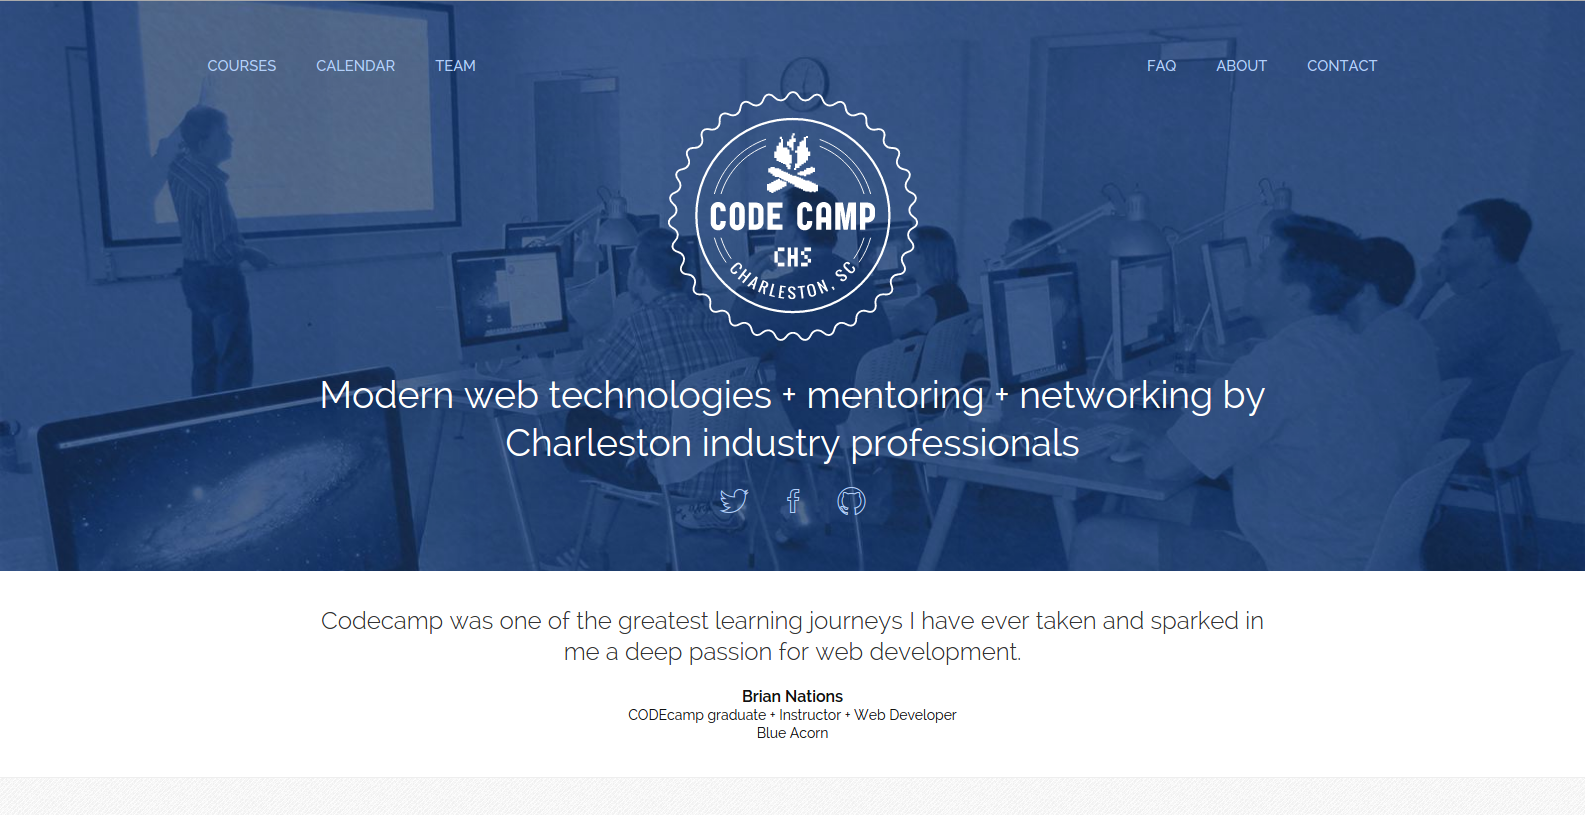 COURSES CALENDAR TEAM FAQ ABOUT CONTACT
CODE CAMP
CHS
CHARLESTON, SC
Modern web technologies + mentoring + networking by
Charleston industry professionals
Codecamp was one of the greatest learning journeys I have ever taken and sparked in
me a deep passion for web development.
Brian Nations
CODEcamp graduate + Instructor + Web Developer
Blue Acorn